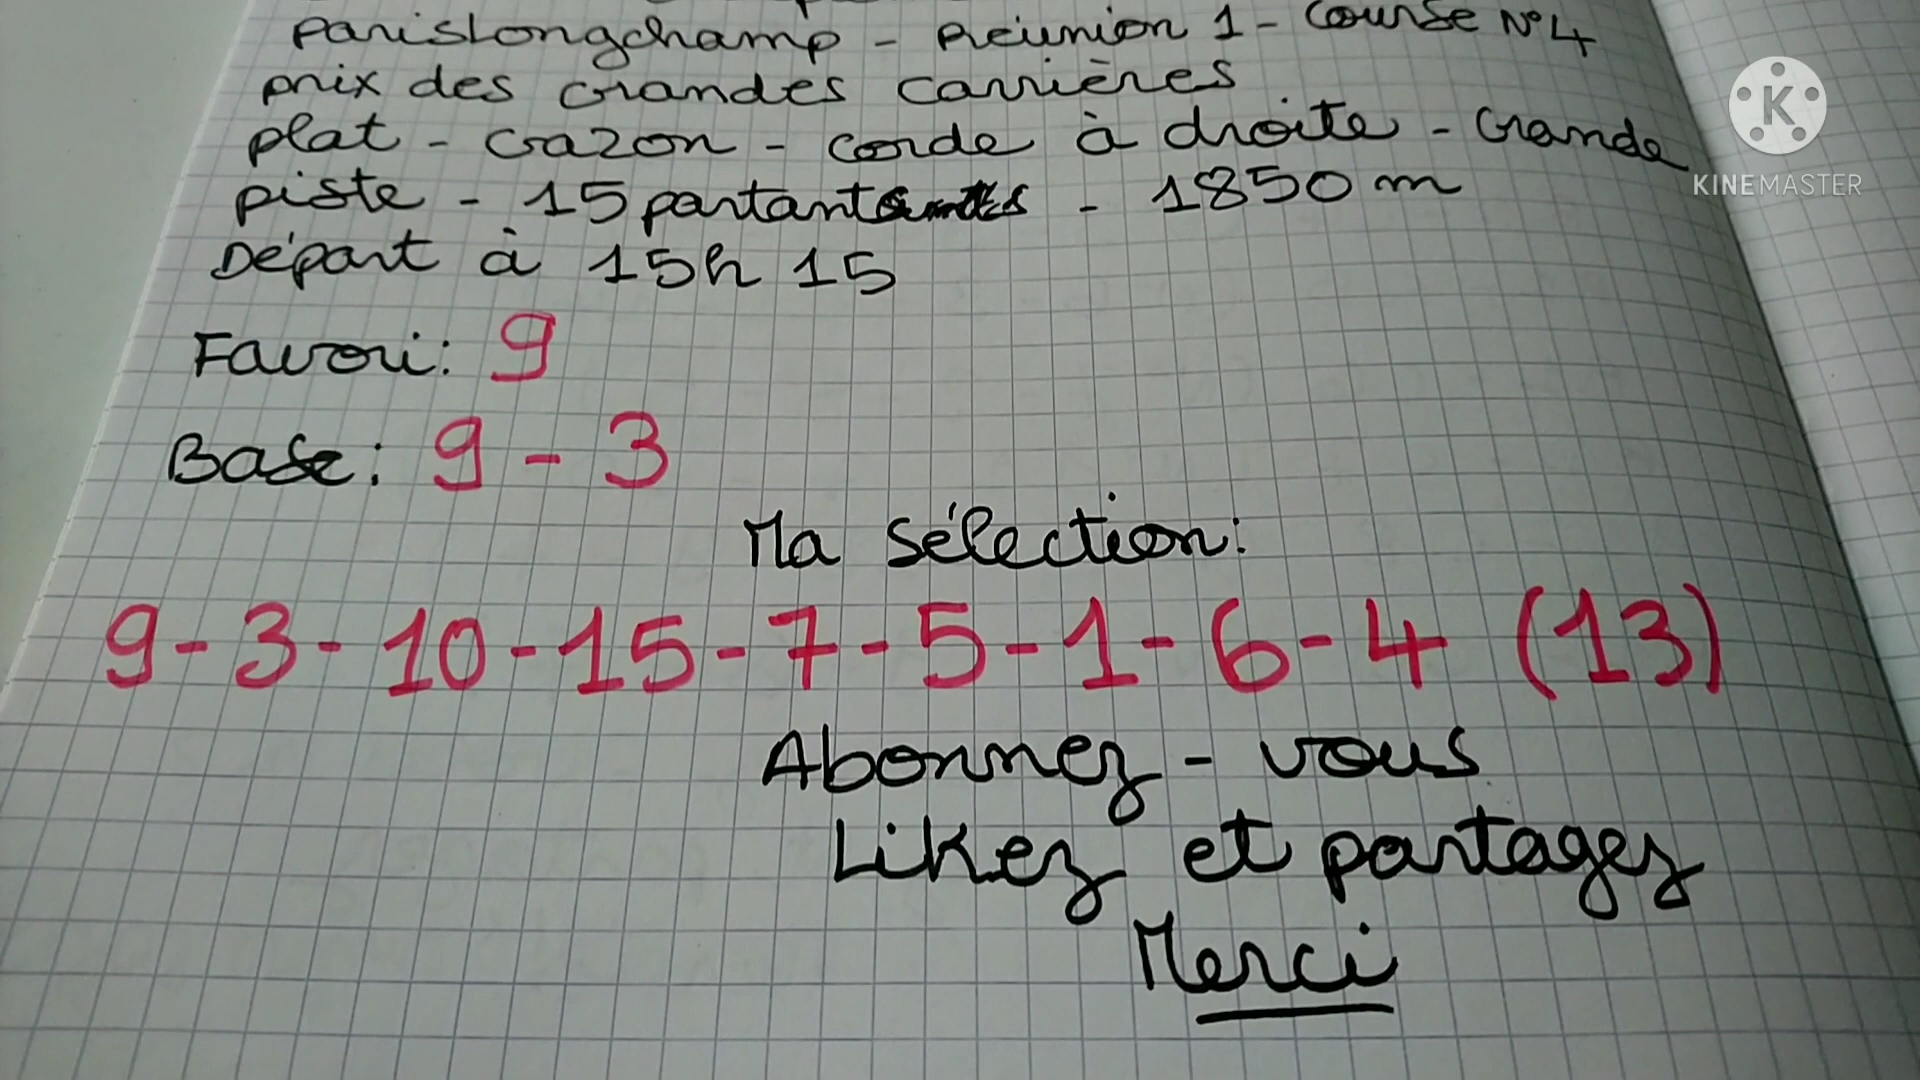 ParisLongchamp - Réunion 1 - Course N°4
prix des Grandes Carrières
plat - Gazon - Corde à droite - Grande
piste - 15 partants - 1850 m
Départ à 15h 15
Favori: 9
Base: 9 - 3
Ma sélection:
9 - 3 - 10 - 15 - 7 - 5 - 1 - 6 - 4 (13)
Abonnez - vous
Likez et partagez
Merci
K
KINEMASTER